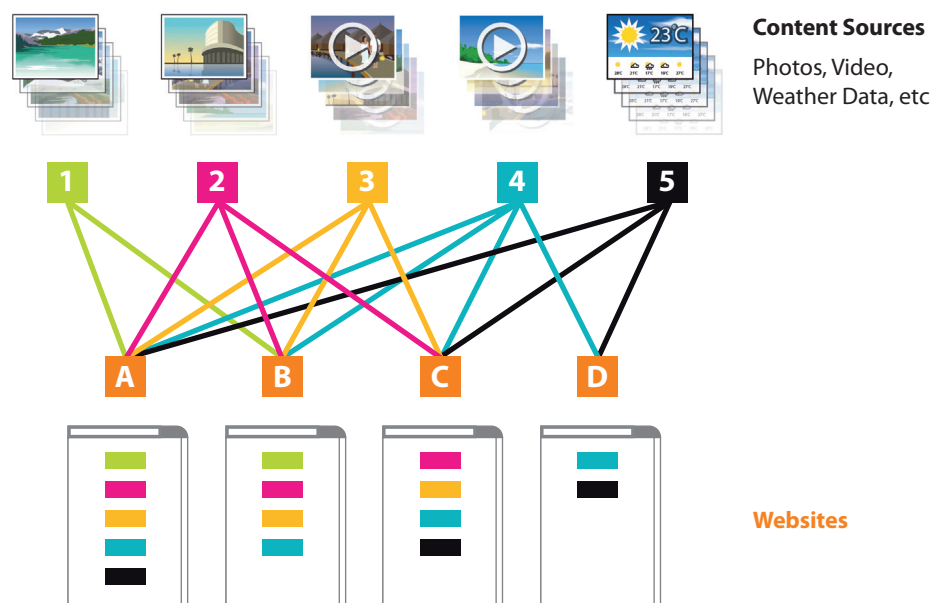 Content Sources
Photos, Video,
Weather Data, etc
23°C
1 2 3 4 5
A B C D
Websites